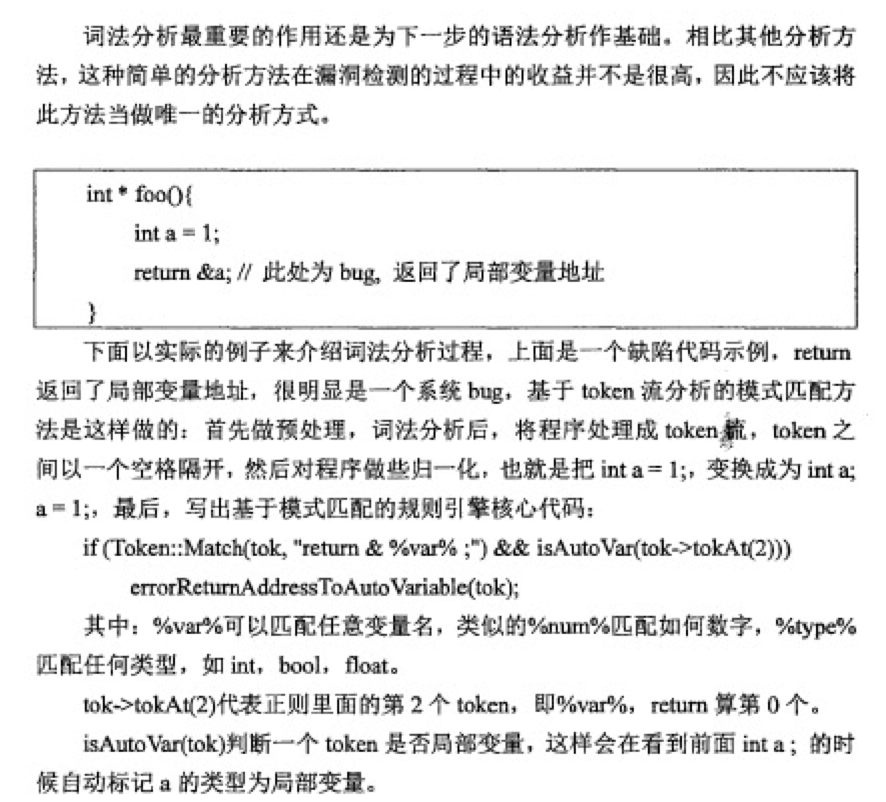 词法分析最重要的作用还是为下一步的语法分析作基础。相比其他分析方
法，这种简单的分析方法在漏洞检测的过程中的收益并不是很高，因此不应该将
此方法当做唯一的分析方式。
int * foo(){
int a = 1;
return &a; // 此处为 bug, 返回了局部变量地址
}
下面以实际的例子来介绍词法分析过程，上面是一个缺陷代码示例，return
返回了局部变量地址，很明显是一个系统 bug，基于 token 流分析的模式匹配方
法是这样做的：首先做预处理，词法分析后，将程序处理成 token 流，token 之
间以一个空格隔开，然后对程序做些归一化，也就是把 int a = 1;，变换成为 int a;
a = 1;，最后，写出基于模式匹配的规则引擎核心代码：
if (Token::Match(tok, "return & %var% ;") && isAutoVar(tok->tokAt(2)))
errorReturnAddressToAutoVariable(tok);
其中：%var%可以匹配任意变量名，类似的%num%匹配如何数字，%type%
匹配任何类型，如 int，bool，float。
tok->tokAt(2)代表正则里面的第 2 个 token，即%var%，return 算第 0 个。
isAutoVar(tok)判断一个 token 是否局部变量，这样会在看到前面 int a ; 的时
候自动标记 a 的类型为局部变量。